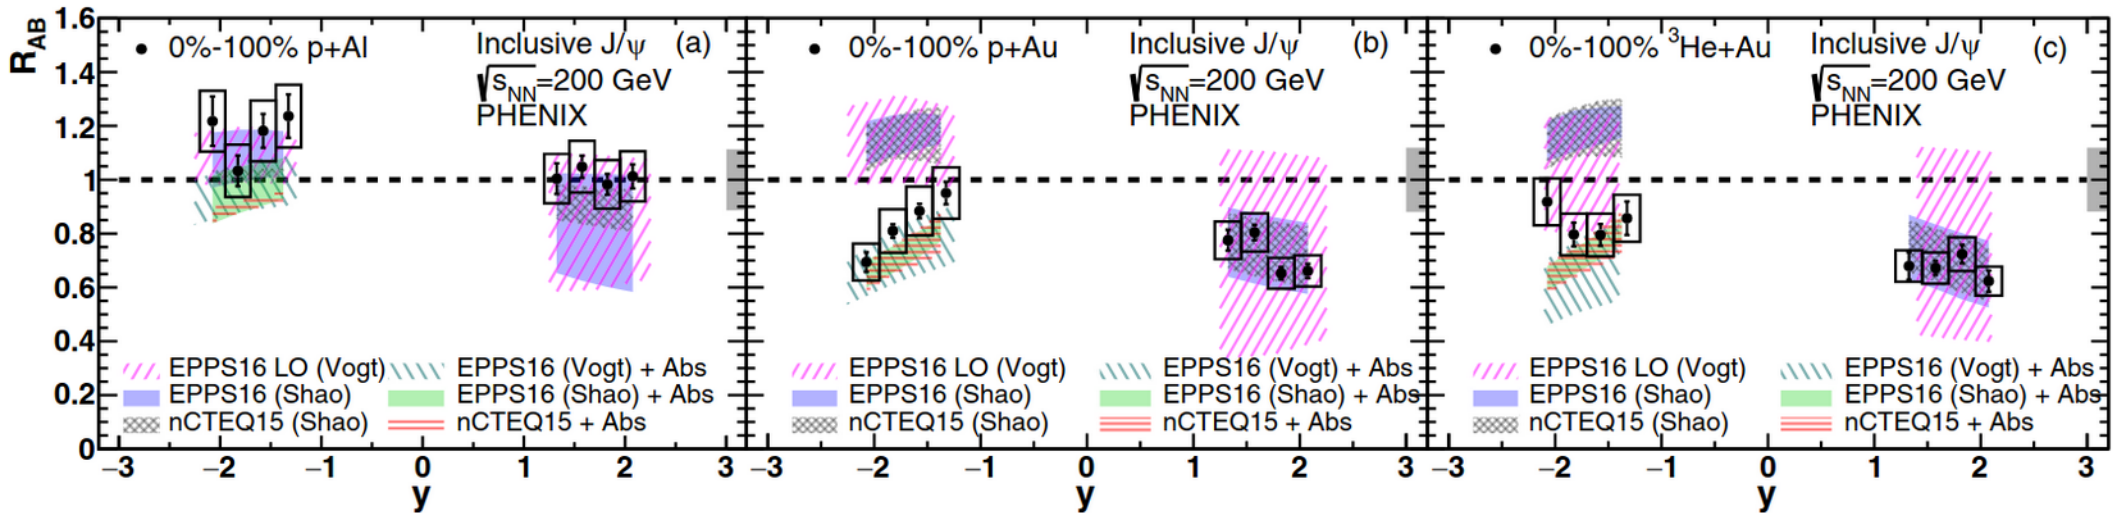 R_AB
1.6
1.4
1.2
1
0.8
0.6
0.4
0.2
0
0%-100% p+Al
Inclusive J/ψ (a)
√s_NN=200 GeV
PHENIX
EPPS16 LO (Vogt)
EPPS16 (Vogt) + Abs
EPPS16 (Shao)
EPPS16 (Shao) + Abs
nCTEQ15 (Shao)
nCTEQ15 + Abs
−3 −2 −1 0 1 2 3
y
0%-100% p+Au
Inclusive J/ψ (b)
√s_NN=200 GeV
PHENIX
EPPS16 LO (Vogt)
EPPS16 (Vogt) + Abs
EPPS16 (Shao)
EPPS16 (Shao) + Abs
nCTEQ15 (Shao)
nCTEQ15 + Abs
−3 −2 −1 0 1 2 3
y
0%-100% ³He+Au
Inclusive J/ψ (c)
√s_NN=200 GeV
PHENIX
EPPS16 LO (Vogt)
EPPS16 (Vogt) + Abs
EPPS16 (Shao)
EPPS16 (Shao) + Abs
nCTEQ15 (Shao)
nCTEQ15 + Abs
−3 −2 −1 0 1 2 3
y